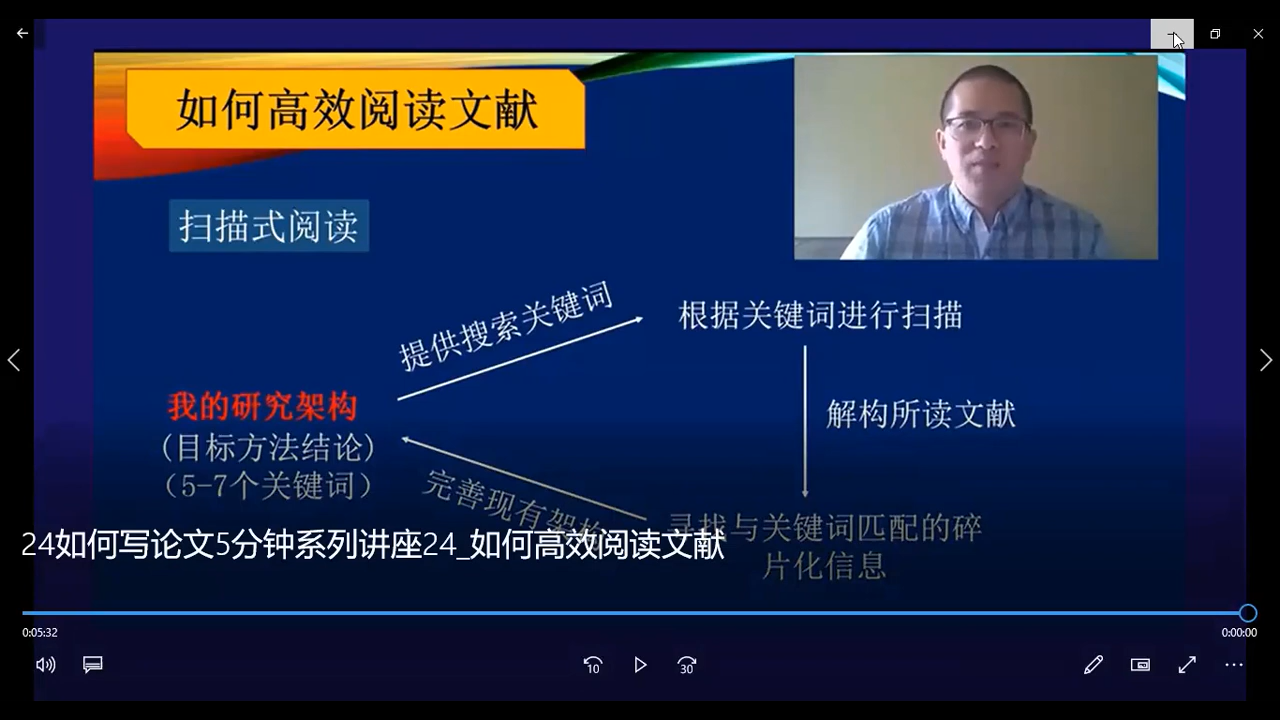 如何高效阅读文献
扫描式阅读
提供搜索关键词
根据关键词进行扫描
我的研究架构
(目标方法结论)
（5-7个关键词）
解构所读文献
完善现有架构
寻找与关键词匹配的碎
片化信息
24如何写论文5分钟系列讲座24_如何高效阅读文献
0:05:32
0:00:00
10
30